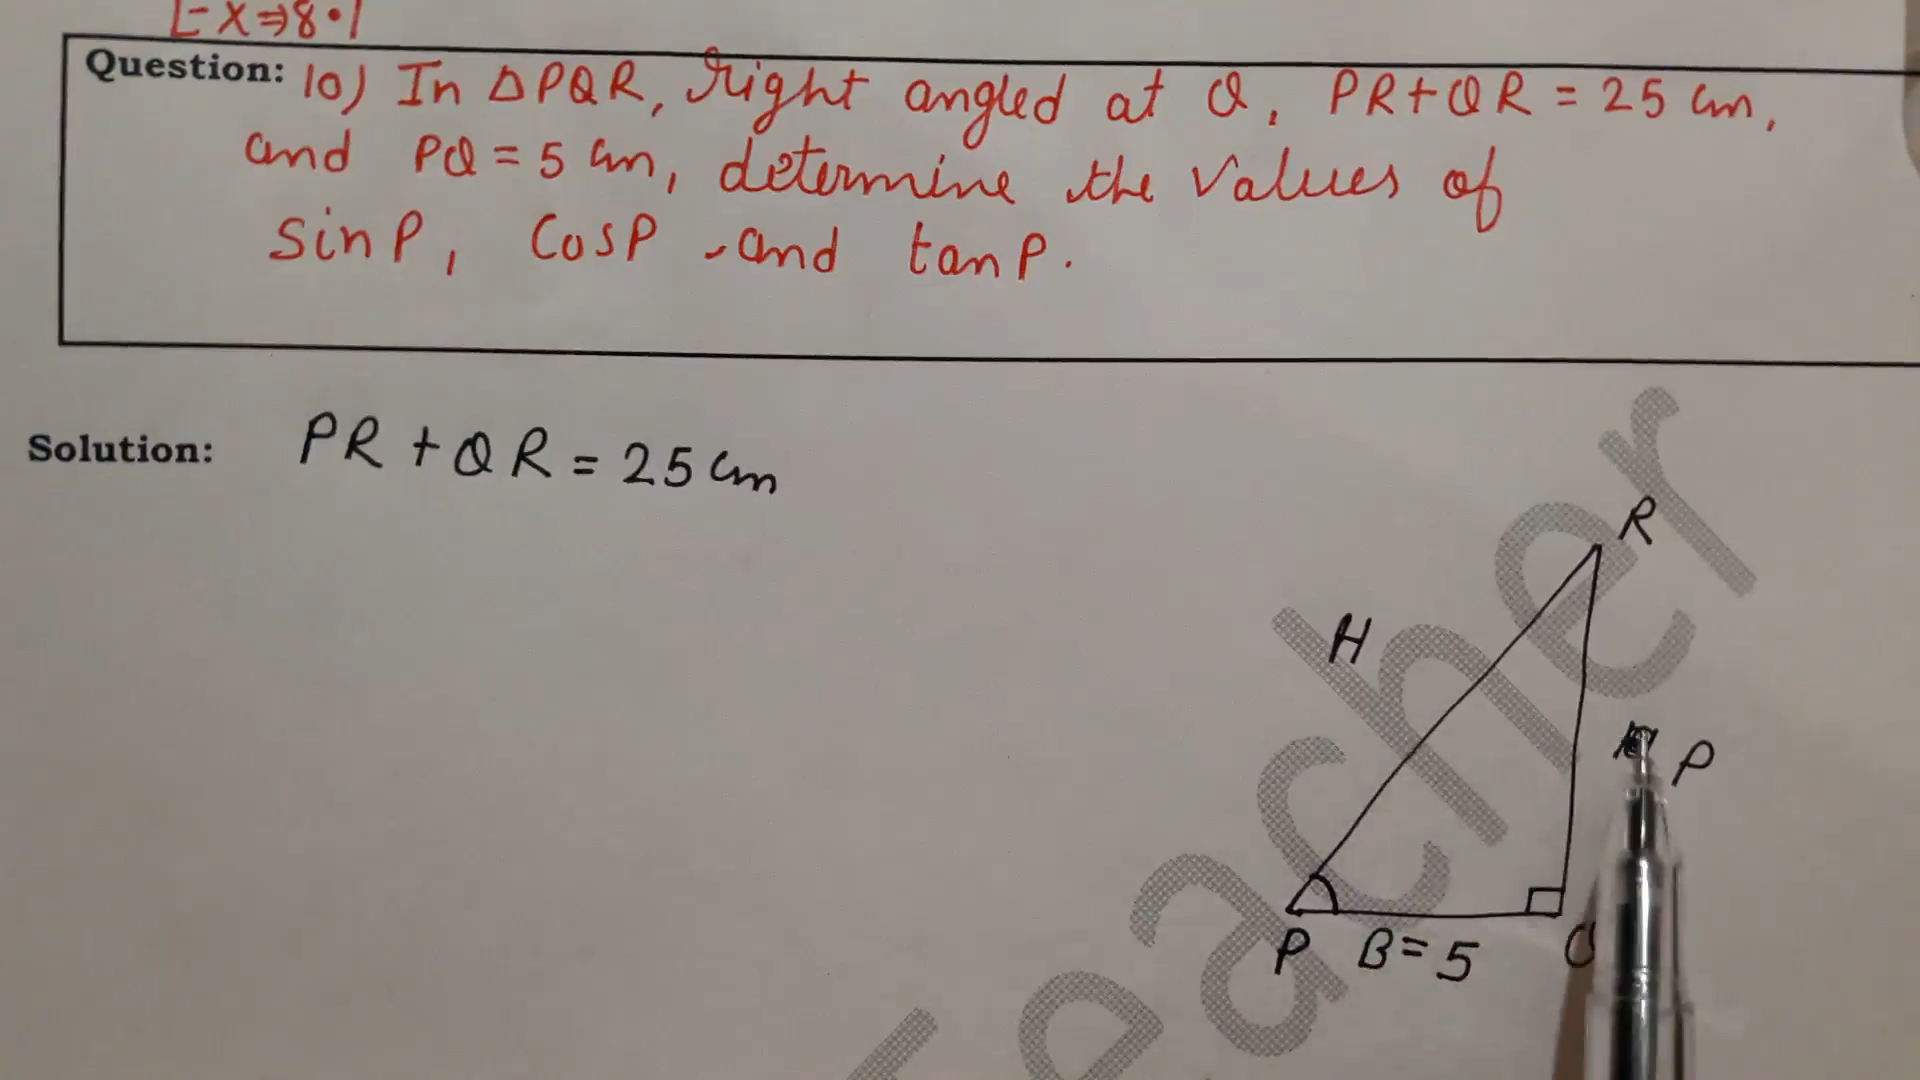 Ex⇒8.1
Question: 10) In ΔPQR, right angled at Q, PR+QR = 25 cm,
and PQ = 5 cm, determine the values of
sin P, Cos P and tan P.
Solution: PR + QR = 25 cm
R
H
P
P B = 5 Q
eacher